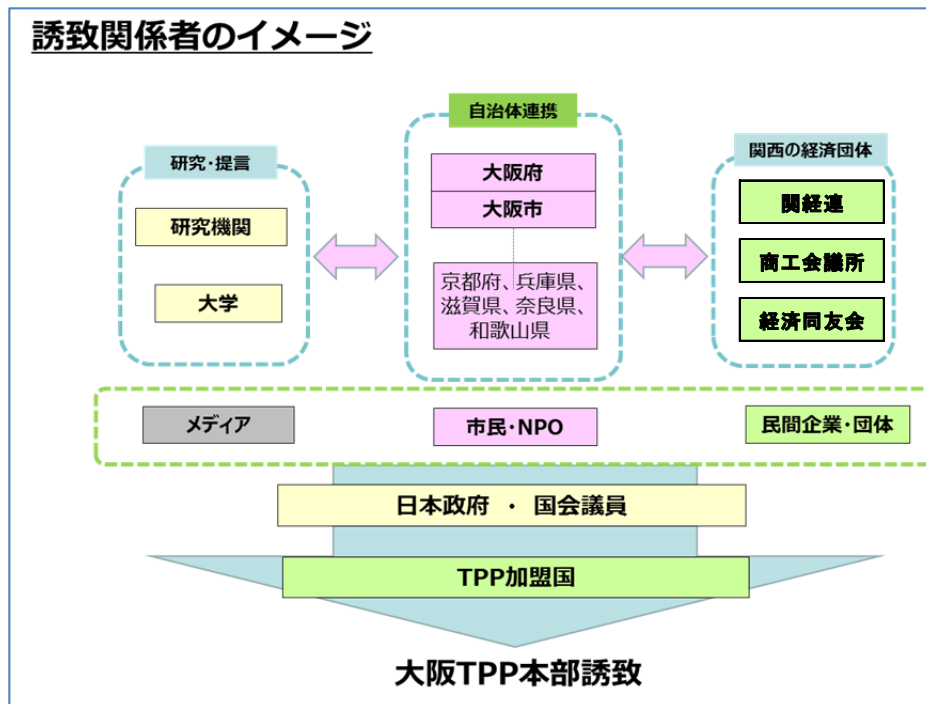 誘致関係者のイメージ
自治体連携
研究・提言
関西の経済団体
大阪府
大阪市
関経連
研究機関
商工会議所
京都府、兵庫県、
滋賀県、奈良県、
和歌山県
大学
経済同友会
メディア
市民・NPO
民間企業・団体
日本政府 ・ 国会議員
TPP加盟国
大阪TPP本部誘致